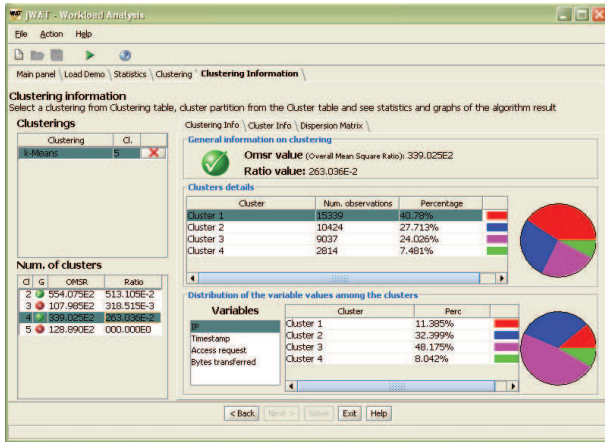 jWAT - Workload Analysis
File Action Help
Main panel Load Demo Statistics Clustering Clustering Information
Clustering information
Select a clustering from Clustering table, cluster partition from the Cluster table and see statistics and graphs of the algorithm result
Clusterings
Clustering Cl.
k-Means 5
Num. of clusters
Cl G OMSR Ratio
2 554.075E2 513.105E-2
3 107.985E2 318.515E-3
4 339.025E2 263.036E-2
5 128.890E2 000.000E0
Clustering Info Cluster Info Dispersion Matrix
General information on clustering
Omsr value (Overall Mean Square Ratio): 339.025E2
Ratio value: 263.036E-2
Clusters details
Cluster Num. observations Percentage
Cluster 1 15339 40.78%
Cluster 2 10424 27.713%
Cluster 3 9037 24.026%
Cluster 4 2814 7.481%
Distribution of the variable values among the clusters
Variables
IP
Timestamp
Access request
Bytes transferred
Cluster Perc
Cluster 1 11.385%
Cluster 2 32.399%
Cluster 3 48.175%
Cluster 4 8.042%
< Back Next > Solve Exit Help